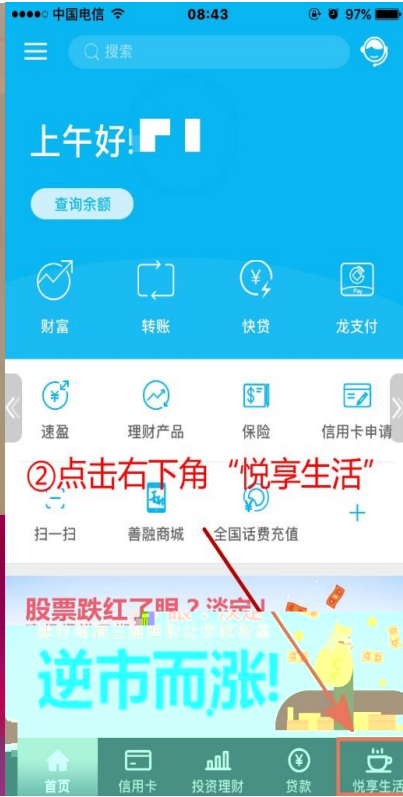 中国电信 08:43 97%
搜索
上午好!
查询余额
财富 转账 快贷 龙支付
Pay
速盈 理财产品 保险 信用卡申请
②点击右下角“悦享生活”
扫一扫 善融商城 全国话费充值
股票跌红了眼?淡定!
逆市而涨!
首页 信用卡 投资理财 贷款 悦享生活